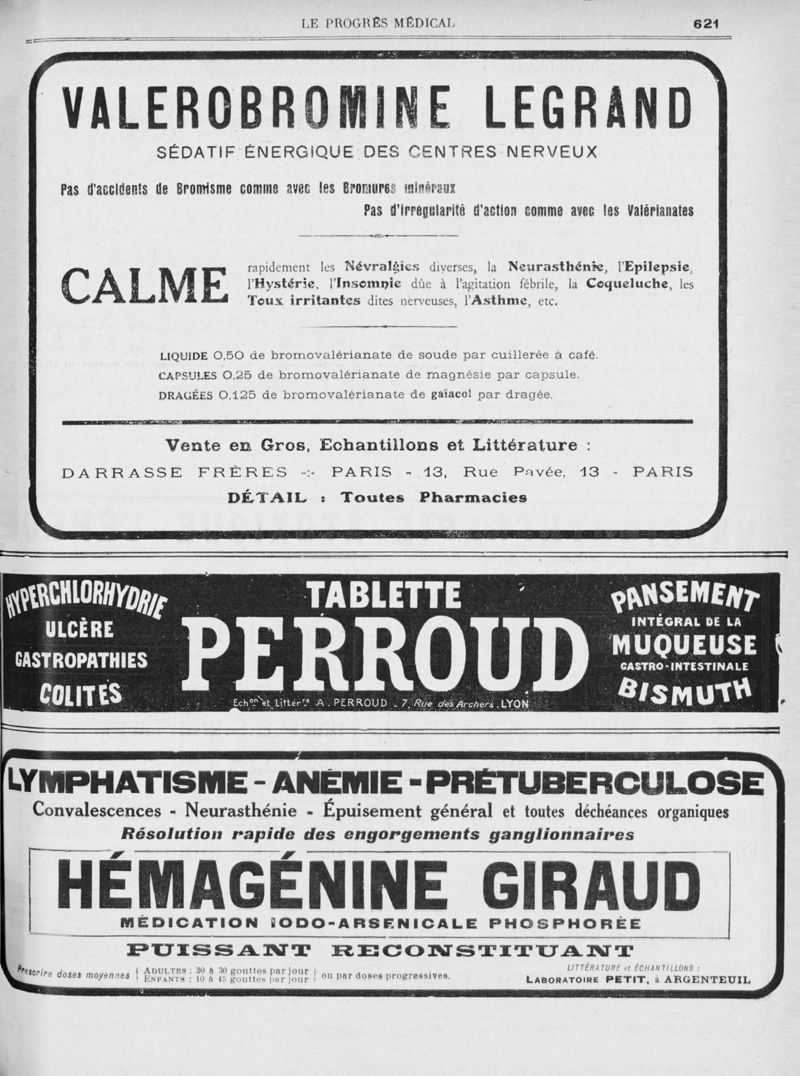 LE PROGRÈS MÉDICAL 621
VALEROBROMINE LEGRAND
SÉDATIF ÉNERGIQUE DES CENTRES NERVEUX
Pas d'accidents de Bromisme comme avec les Bromures minéraux
Pas d'irrégularité d'action comme avec les Valérianates
CALME
rapidement les Névralgies diverses, la Neurasthénie, l'Epilepsie,
l'Hystérie, l'Insomnie dûe à l'agitation fébrile, la Coqueluche, les
Toux irritantes dites nerveuses, l'Asthme, etc.
LIQUIDE 0,50 de bromovalérianate de soude par cuillerée à café.
CAPSULES 0,25 de bromovalérianate de magnésie par capsule.
DRAGÉES 0,125 de bromovalérianate de gaïacol par dragée.
Vente en Gros, Echantillons et Littérature :
DARRASSE FRÈRES -:- PARIS - 13, Rue Pavée, 13 - PARIS
DÉTAIL : Toutes Pharmacies
HYPERCHLORHYDRIE
ULCÈRE
GASTROPATHIES
COLITES
TABLETTE
PERROUD
Echon et Littérre A. PERROUD . 7, Rue des Archers . LYON
PANSEMENT
INTÉGRAL DE LA
MUQUEUSE
GASTRO-INTESTINALE
BISMUTH
LYMPHATISME - ANÉMIE - PRÉTUBERCULOSE
Convalescences - Neurasthénie - Épuisement général et toutes déchéances organiques
Résolution rapide des engorgements ganglionnaires
HÉMAGÉNINE GIRAUD
MÉDICATION IODO-ARSENICALE PHOSPHORÉE
PUISSANT RECONSTITUANT
Prescrire doses moyennes
ADULTES : 20 à 30 gouttes par jour
ENFANTS : 10 à 15 gouttes par jour
ou par doses progressives.
LITTÉRATURE et ÉCHANTILLONS :
LABORATOIRE PETIT, à ARGENTEUIL